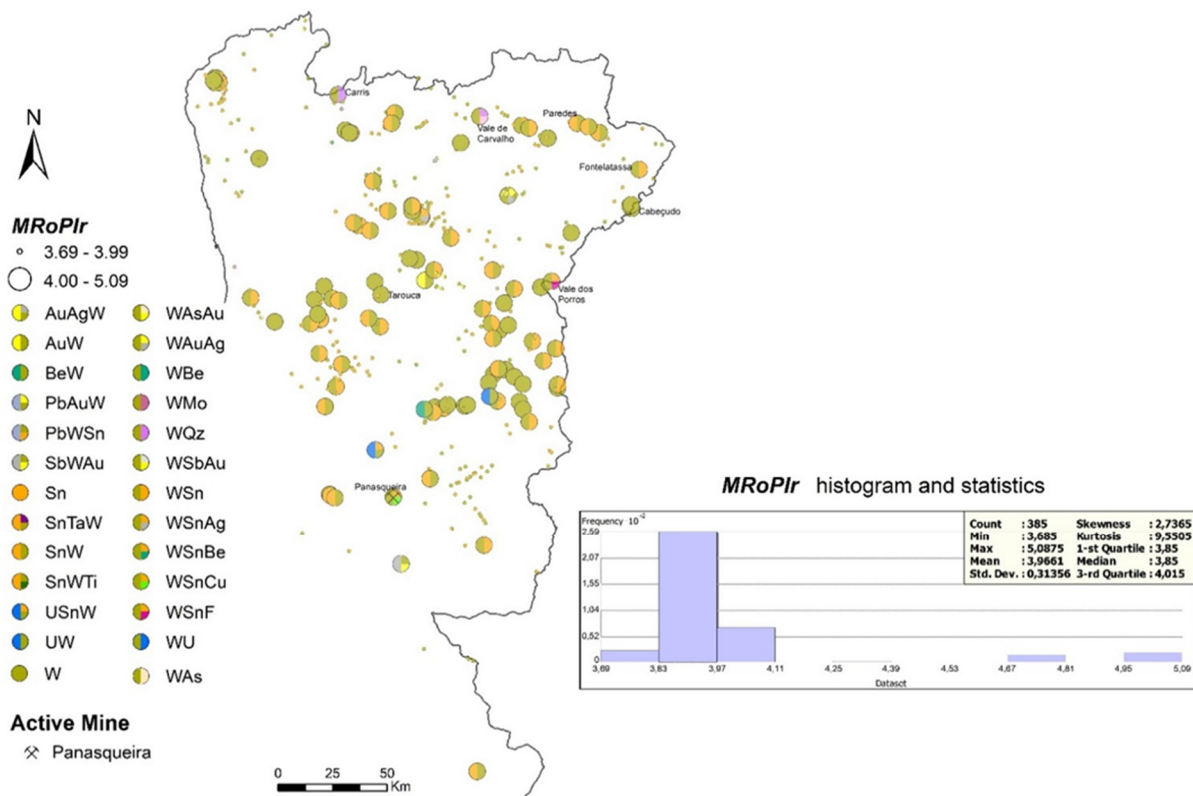 Carris
Paredes
Vale de
Carvalho
Fontelatassa
Cabeçudo
Vale dos
Porros
Tarouca
Panasqueira
N
MRoPlr
3.69 - 3.99
4.00 - 5.09
AuAgW
WAsAu
AuW
WAuAg
BeW
WBe
PbAuW
WMo
PbWSn
WQz
SbWAu
WSbAu
Sn
WSn
SnTaW
WSnAg
SnW
WSnBe
SnWTi
WSnCu
USnW
WSnF
UW
WU
W
WAs
Active Mine
Panasqueira
0 25 50
Km
MRoPlr histogram and statistics
Frequency · 10⁻²
2.59
2,07
1,55
1,04
0,52
0
3,69 3,83 3,97 4,11 4,25 4,39 4,53 4,67 4,81 4,95 5,09
Dataset
Count : 385 Skewness : 2,7365
Min : 3,685 Kurtosis : 9,5505
Max : 5,0875 1-st Quartile : 3,85
Mean : 3,9661 Median : 3,85
Std. Dev. : 0,31356 3-rd Quartile : 4,015